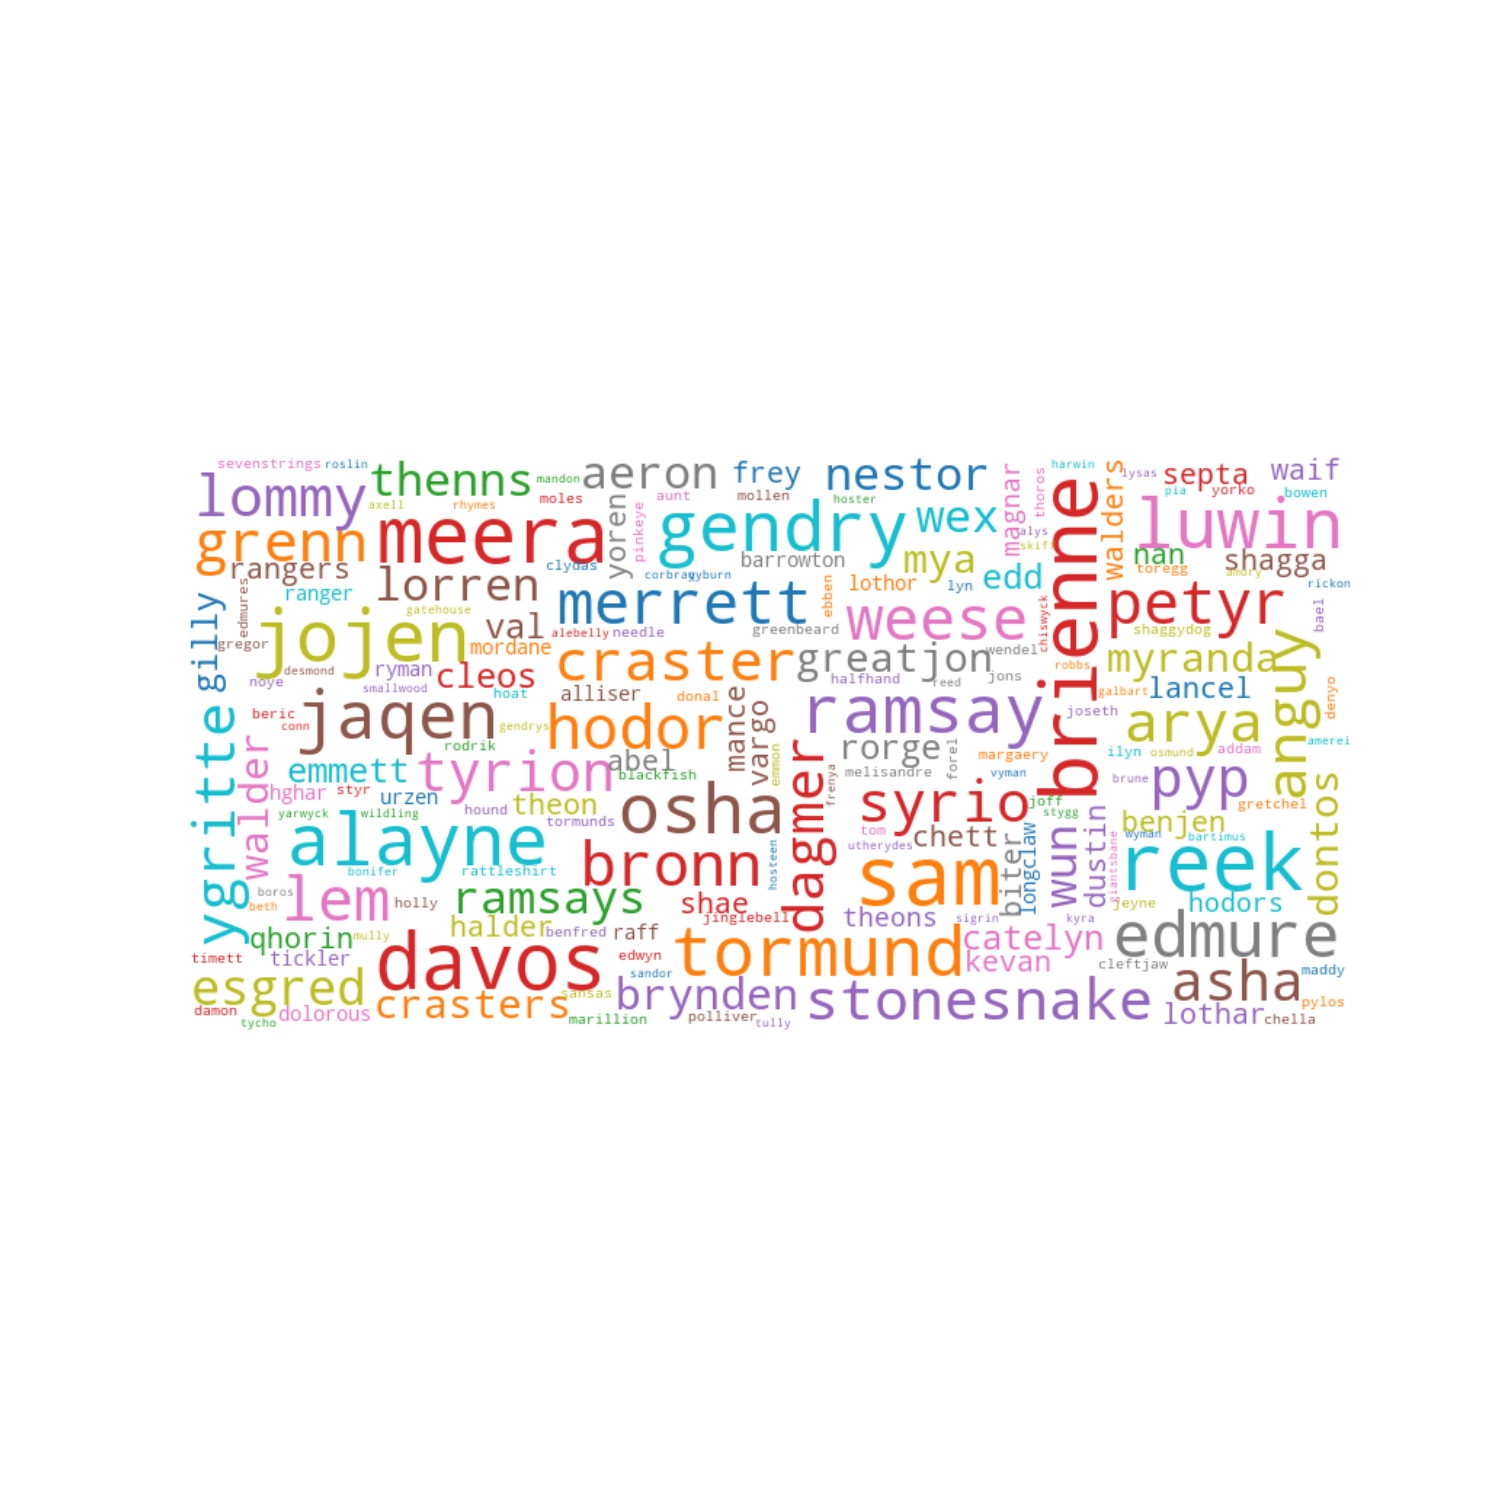 sevenstrings
roslin
thenns
mandon
aeron
frey
nestor
magnar
thoros
harwin
walders
lysas
septa
waif
lommy
axell
rhymes
moles
yoren
aunt
pinkeye
mollen
hoster
brienne
pia
yorko
bowen
grenn
meera
gendry
wex
alys
skiff
luwin
rangers
clydas
corbray
qyburn
barrowton
mya
nan
toregg
shagga
amory
rickon
gilly
edmures
ranger
lorren
merrett
ebben
lothor
lyn
edd
chiswyck
petyr
bael
gatehouse
jojen
val
alebelly
needle
greenbeard
weese
shaggydog
anguy
gregor
mordane
craster
greatjon
wendel
robbs
myranda
desmond
noye
ryman
smallwood
cleos
hoat
alliser
donal
mance
vargo
halfhand
reed
jons
galbart
lancel
denyo
ygritte
beric
conn
jaqen
gendrys
hodor
ramsay
joseth
arya
amerei
walder
rodrik
abel
emmon
dagmer
rorge
forel
margaery
ilyn
osmund
addam
emmett
tyrion
blackfish
frenya
melisandre
vyman
brune
pyp
hghar
styr
urzen
hound
theon
tormunds
osha
syrio
joff
stygg
gretchel
dontos
yarwyck
wildling
tom
utherydes
chett
biter
longclaw
wun
dustin
giantsbane
benjen
wyman
bartimus
alayne
bonifer
rattleshirt
bronn
hosteen
sam
reek
boros
beth
lem
holly
ramsays
shae
jinglebell
theons
sigrin
kyra
jeyne
hodors
qhorin
mully
halder
benfred
raff
tormund
catelyn
edmure
timett
tickler
davos
edwyn
sandor
kevan
cleftjaw
maddy
esgred
damon
tycho
dolorous
crasters
sansas
marillion
brynden
polliver
tully
stonesnake
asha
lothar
chella
pylos